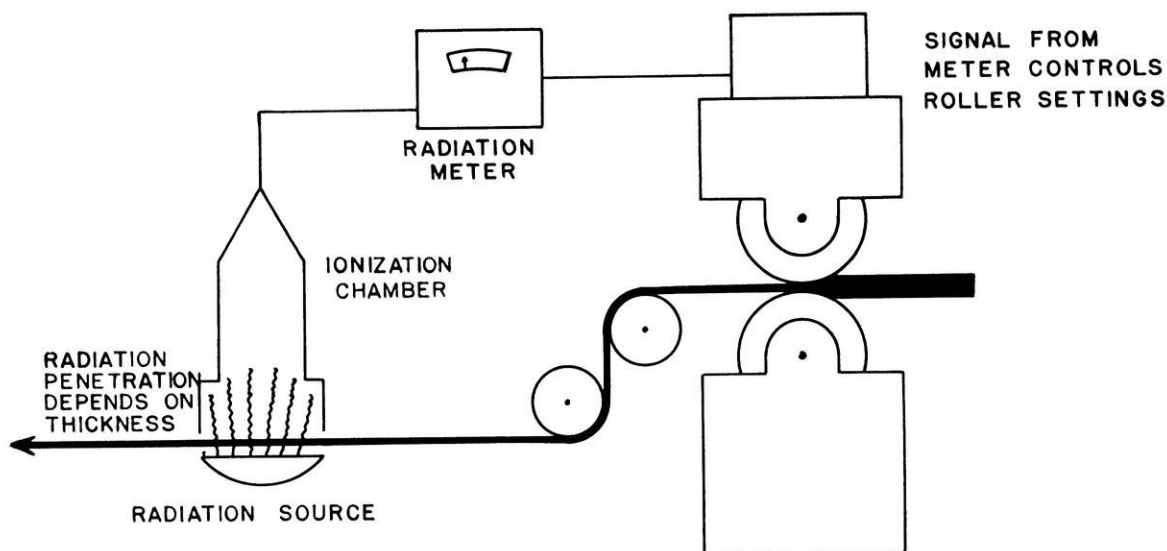 SIGNAL FROM
METER CONTROLS
ROLLER SETTINGS
RADIATION
METER
IONIZATION
CHAMBER
RADIATION
PENETRATION
DEPENDS ON
THICKNESS
RADIATION SOURCE